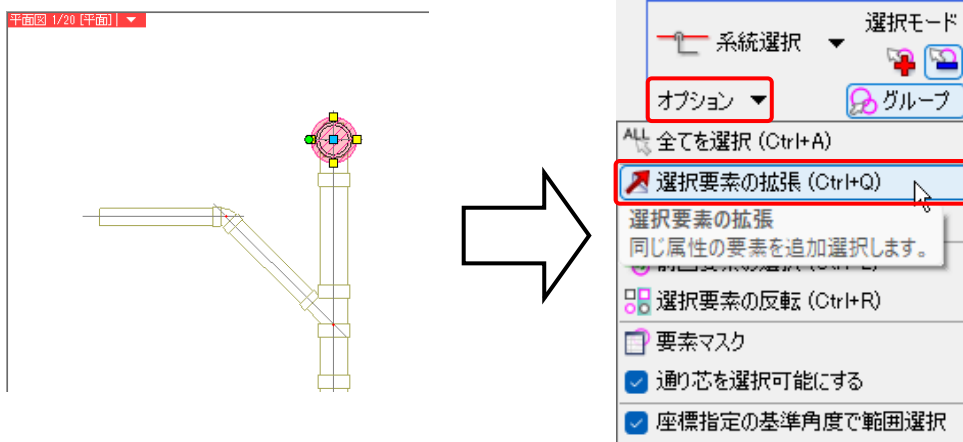 平面図 1/20 [平面] ▼
選択モード
系統選択 ▼
オプション ▼
グループ
ALL 全てを選択 (Ctrl+A)
選択要素の拡張 (Ctrl+Q)
選択要素の拡張
同じ属性の要素を追加選択します。
選択要素の反転 (Ctrl+R)
要素マスク
通り芯を選択可能にする
座標指定の基準角度で範囲選択